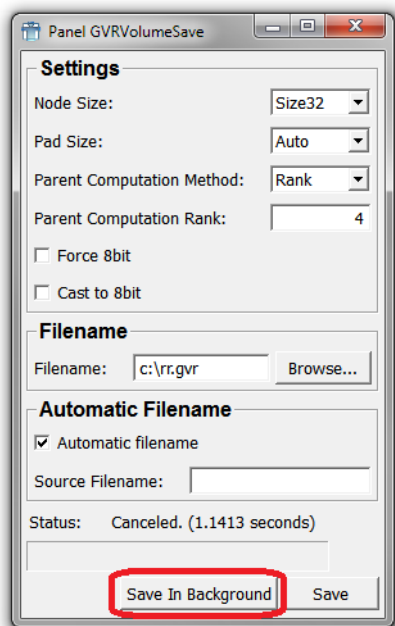 Panel GVRVolumeSave
Settings
Node Size: Size32
Pad Size: Auto
Parent Computation Method: Rank
Parent Computation Rank: 4
Force 8bit
Cast to 8bit
Filename
Filename: c:\rr.gvr Browse...
Automatic Filename
Automatic filename
Source Filename:
Status: Canceled. (1.1413 seconds)
Save In Background Save